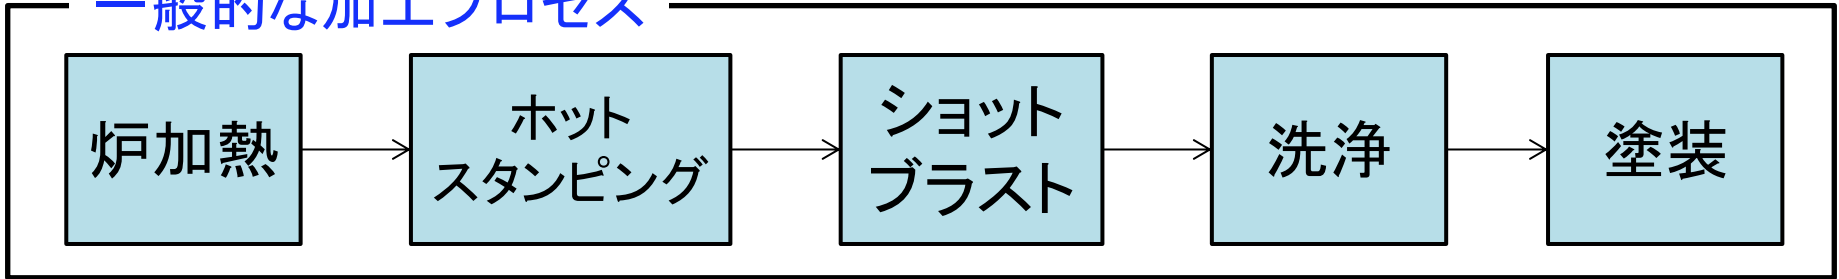 一般的な加工プロセス
炉加熱
ホット
スタンピング
ショット
ブラスト
洗浄
塗装